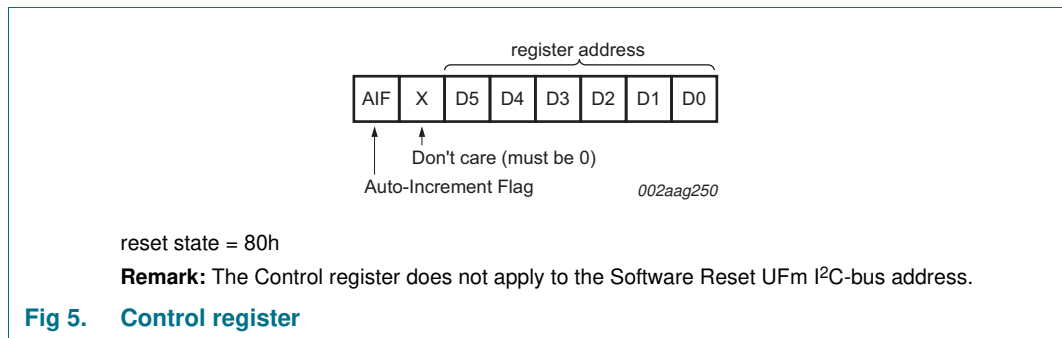 register address
AIF X D5 D4 D3 D2 D1 D0
Don't care (must be 0)
Auto-Increment Flag 002aag250
reset state = 80h
Remark: The Control register does not apply to the Software Reset UFm I²C-bus address.
Fig 5. Control register